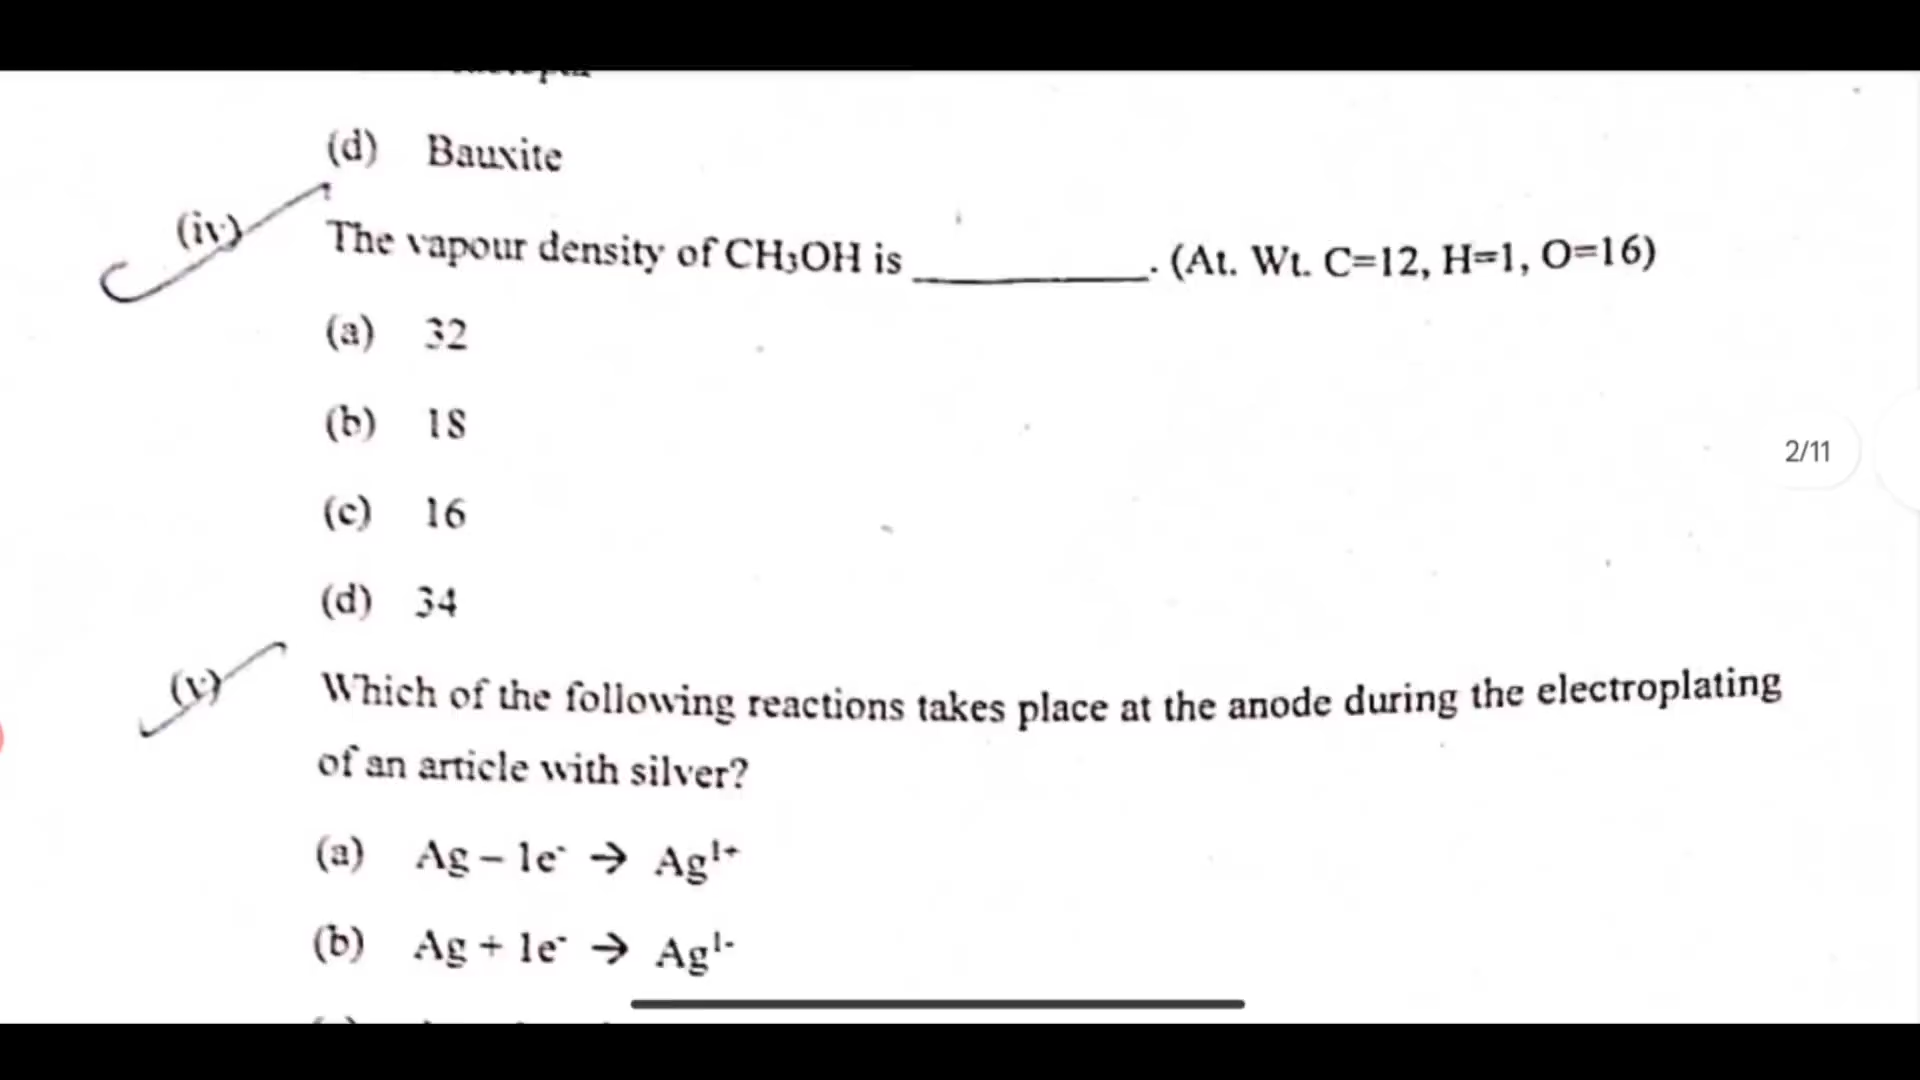 (d) Bauxite
(iv) The vapour density of CH₃OH is __________. (At. Wt. C=12, H=1, O=16)
(a) 32
(b) 18
(c) 16
2/11
(d) 34
(v) Which of the following reactions takes place at the anode during the electroplating
of an article with silver?
(a) Ag – 1e⁻ → Ag¹⁺
(b) Ag + 1e⁻ → Ag¹⁻